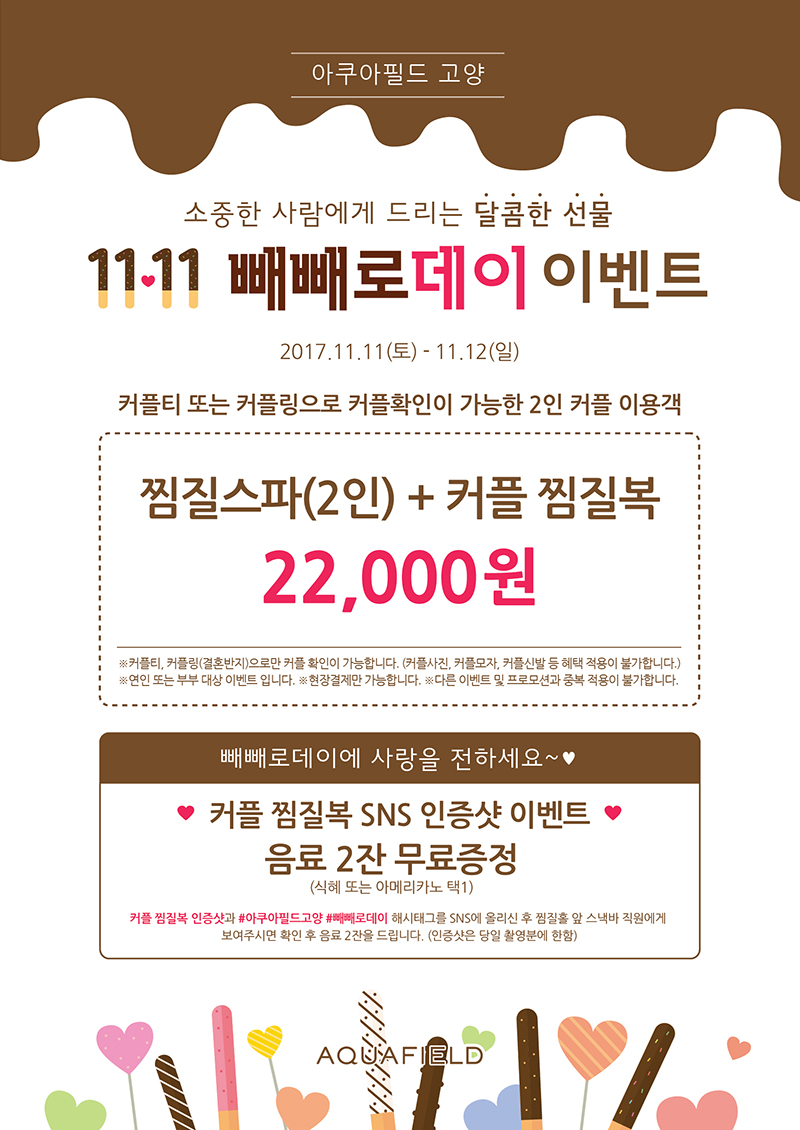 아쿠아필드 고양
소중한 사람에게 드리는 달콤한 선물
11·11 빼빼로데이 이벤트
2017.11.11(토) - 11.12(일)
커플티 또는 커플링으로 커플확인이 가능한 2인 커플 이용객
찜질스파(2인) + 커플 찜질복
22,000원
※커플티, 커플링(결혼반지)으로만 커플 확인이 가능합니다. (커플사진, 커플모자, 커플신발 등 혜택 적용이 불가합니다.)
※연인 또는 부부 대상 이벤트 입니다. ※현장결제만 가능합니다. ※다른 이벤트 및 프로모션과 중복 적용이 불가합니다.
빼빼로데이에 사랑을 전하세요~♥
♥ 커플 찜질복 SNS 인증샷 이벤트 ♥
음료 2잔 무료증정
(식혜 또는 아메리카노 택1)
커플 찜질복 인증샷과 #아쿠아필드고양 #빼빼로데이 해시태그를 SNS에 올리신 후 찜질홀 앞 스낵바 직원에게
보여주시면 확인 후 음료 2잔을 드립니다. (인증샷은 당일 촬영분에 한함)
AQUAFIELD